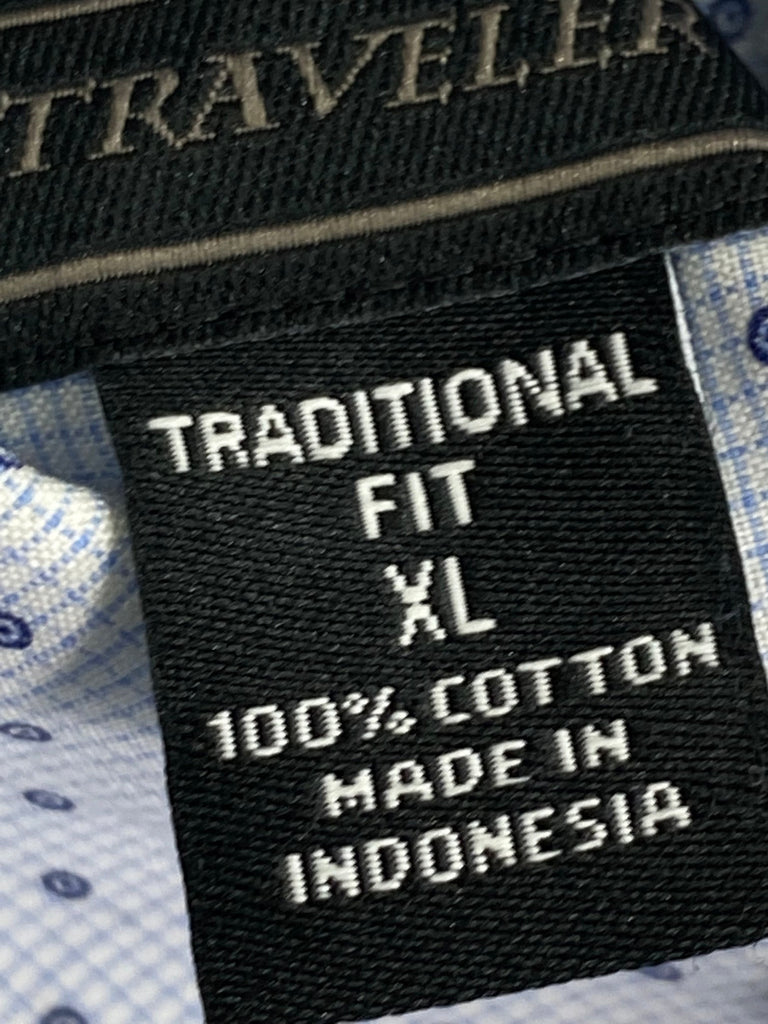 TRAVELER
TRADITIONAL
FIT
XL
100% COTTON
MADE IN
INDONESIA